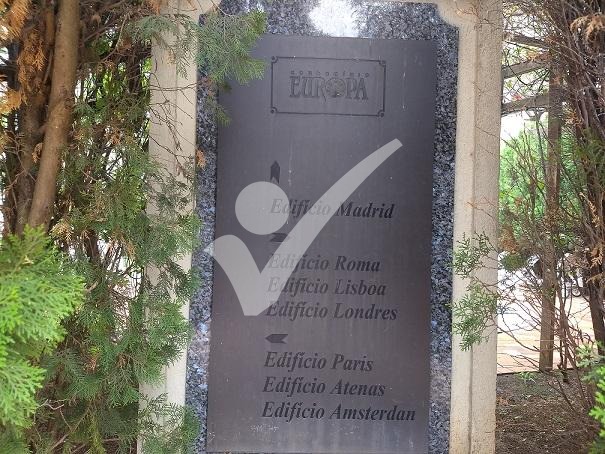 CONDOMÍNIO
EUROPA
Edifício Madrid
Edifício Roma
Edifício Lisboa
Edifício Londres
Edifício Paris
Edifício Atenas
Edifício Amsterdan